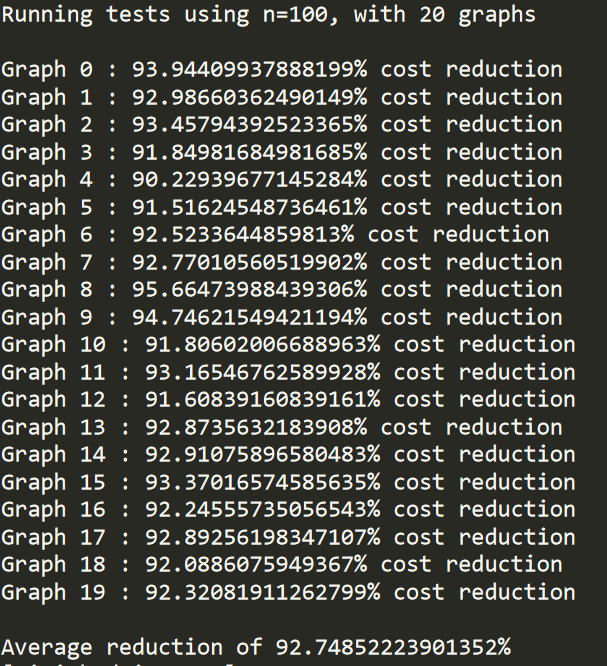 Running tests using n=100, with 20 graphs
Graph 0 : 93.94409937888199% cost reduction
Graph 1 : 92.98660362490149% cost reduction
Graph 2 : 93.45794392523365% cost reduction
Graph 3 : 91.84981684981685% cost reduction
Graph 4 : 90.22939677145284% cost reduction
Graph 5 : 91.51624548736461% cost reduction
Graph 6 : 92.5233644859813% cost reduction
Graph 7 : 92.77010560519902% cost reduction
Graph 8 : 95.66473988439306% cost reduction
Graph 9 : 94.74621549421194% cost reduction
Graph 10 : 91.80602006688963% cost reduction
Graph 11 : 93.16546762589928% cost reduction
Graph 12 : 91.60839160839161% cost reduction
Graph 13 : 92.8735632183908% cost reduction
Graph 14 : 92.91075896580483% cost reduction
Graph 15 : 93.37016574585635% cost reduction
Graph 16 : 92.24555735056543% cost reduction
Graph 17 : 92.89256198347107% cost reduction
Graph 18 : 92.0886075949367% cost reduction
Graph 19 : 92.32081911262799% cost reduction
Average reduction of 92.74852223901352%